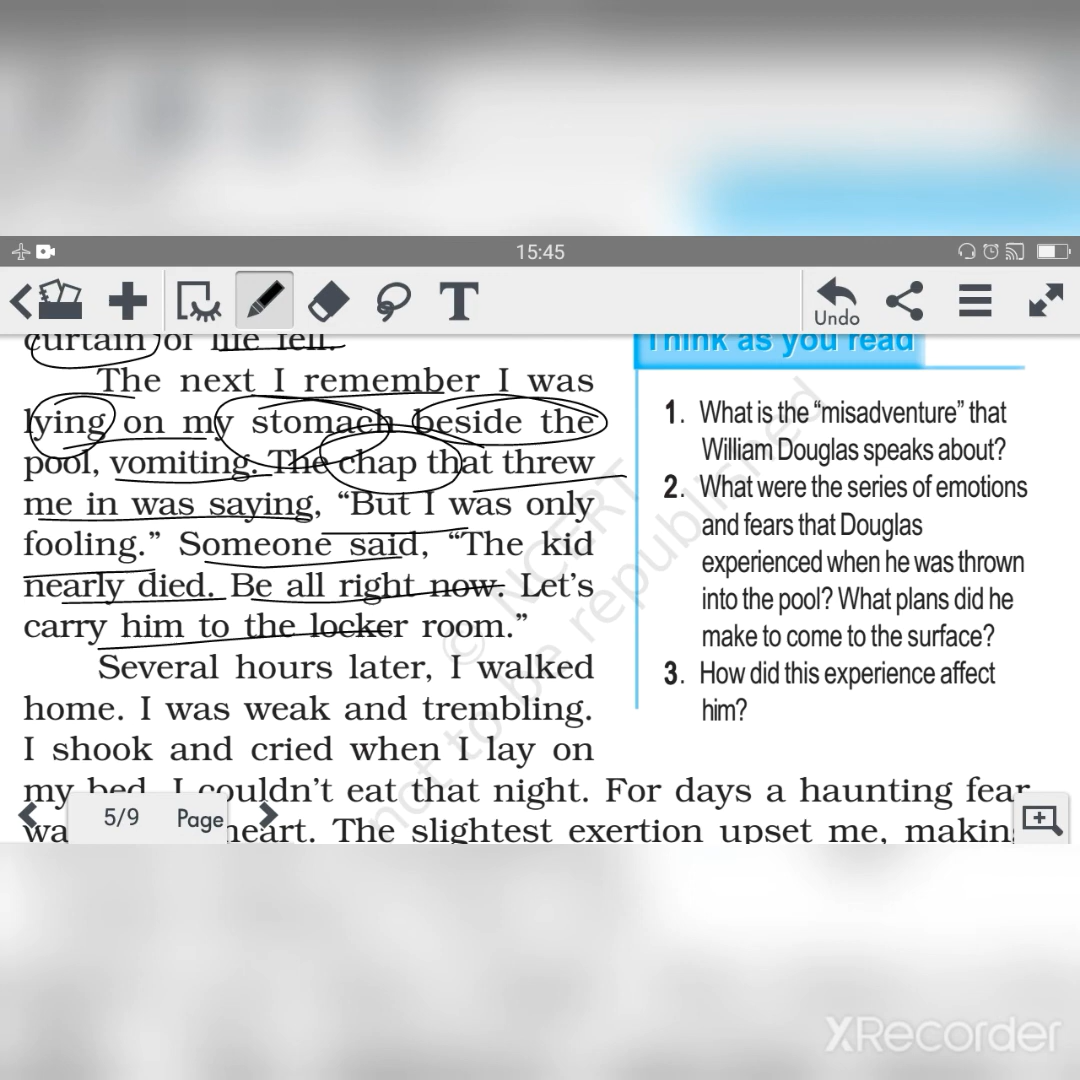 15:45
T
Undo
curtain of life fell.
The next I remember I was
lying on my stomach beside the
pool, vomiting. The chap that threw
me in was saying, “But I was only
fooling.” Someone said, “The kid
nearly died. Be all right now. Let’s
carry him to the locker room.”
Several hours later, I walked
home. I was weak and trembling.
I shook and cried when I lay on
my bed. I couldn’t eat that night. For days a haunting fear
heart. The slightest exertion upset me, making
Think as you read
1. What is the “misadventure” that
William Douglas speaks about?
2. What were the series of emotions
and fears that Douglas
experienced when he was thrown
into the pool? What plans did he
make to come to the surface?
3. How did this experience affect
him?
© NCERT
not to be republished
5/9 Page
XRecorder